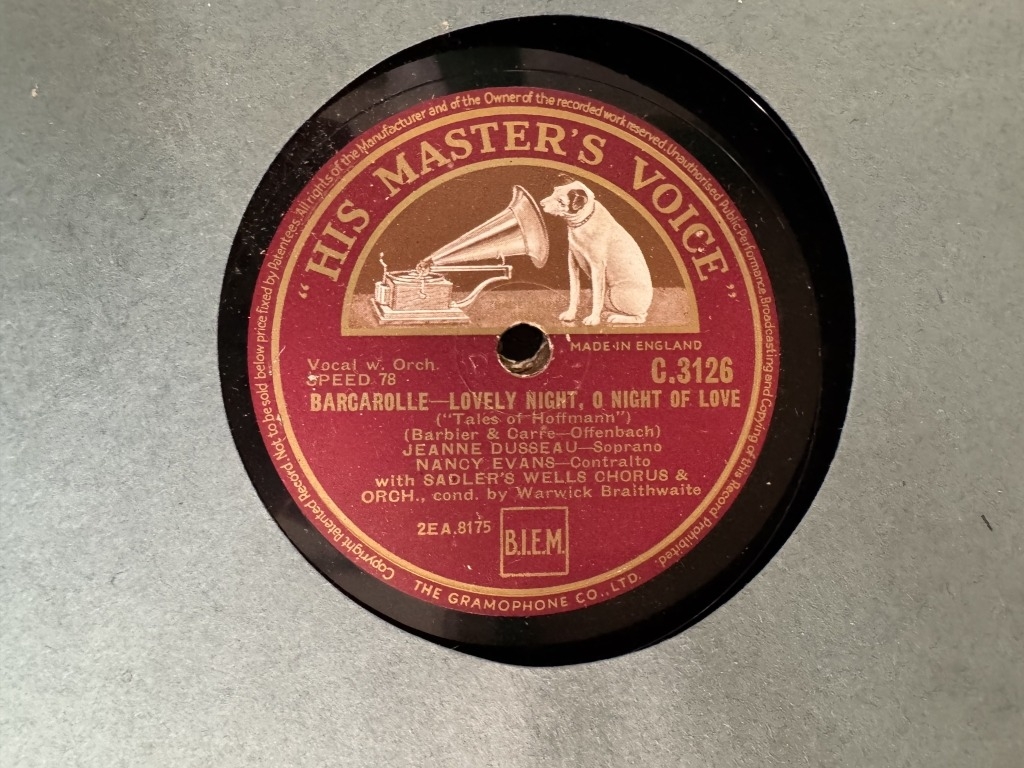 Copyright Patented Record. Not to be sold below price fixed by Patentees. All rights of the Manufacturer and of the Owner of the recorded work reserved. Unauthorised Public Performance. Broadcasting and Copying of this Record Prohibited.
"HIS MASTER'S VOICE"
MADE IN ENGLAND
Vocal w. Orch.
SPEED 78
C.3126
BARCAROLLE—LOVELY NIGHT, O NIGHT OF LOVE
("Tales of Hoffmann")
(Barbier & Carre—Offenbach)
JEANNE DUSSEAU—Soprano
NANCY EVANS—Contralto
with SADLER'S WELLS CHORUS &
ORCH., cond. by Warwick Braithwaite
2EA.8175
B.I.E.M.
THE GRAMOPHONE CO., LTD.